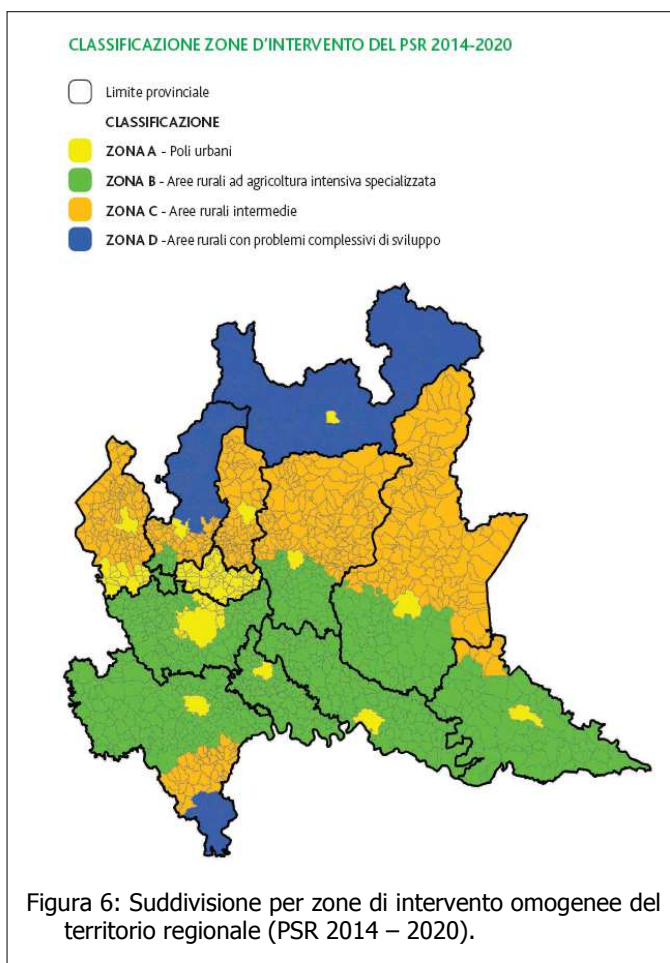 CLASSIFICAZIONE ZONE D'INTERVENTO DEL PSR 2014-2020
Limite provinciale
CLASSIFICAZIONE
ZONA A - Poli urbani
ZONA B - Aree rurali ad agricoltura intensiva specializzata
ZONA C - Aree rurali intermedie
ZONA D -Aree rurali con problemi complessivi di sviluppo
Figura 6: Suddivisione per zone di intervento omogenee del
territorio regionale (PSR 2014 – 2020).